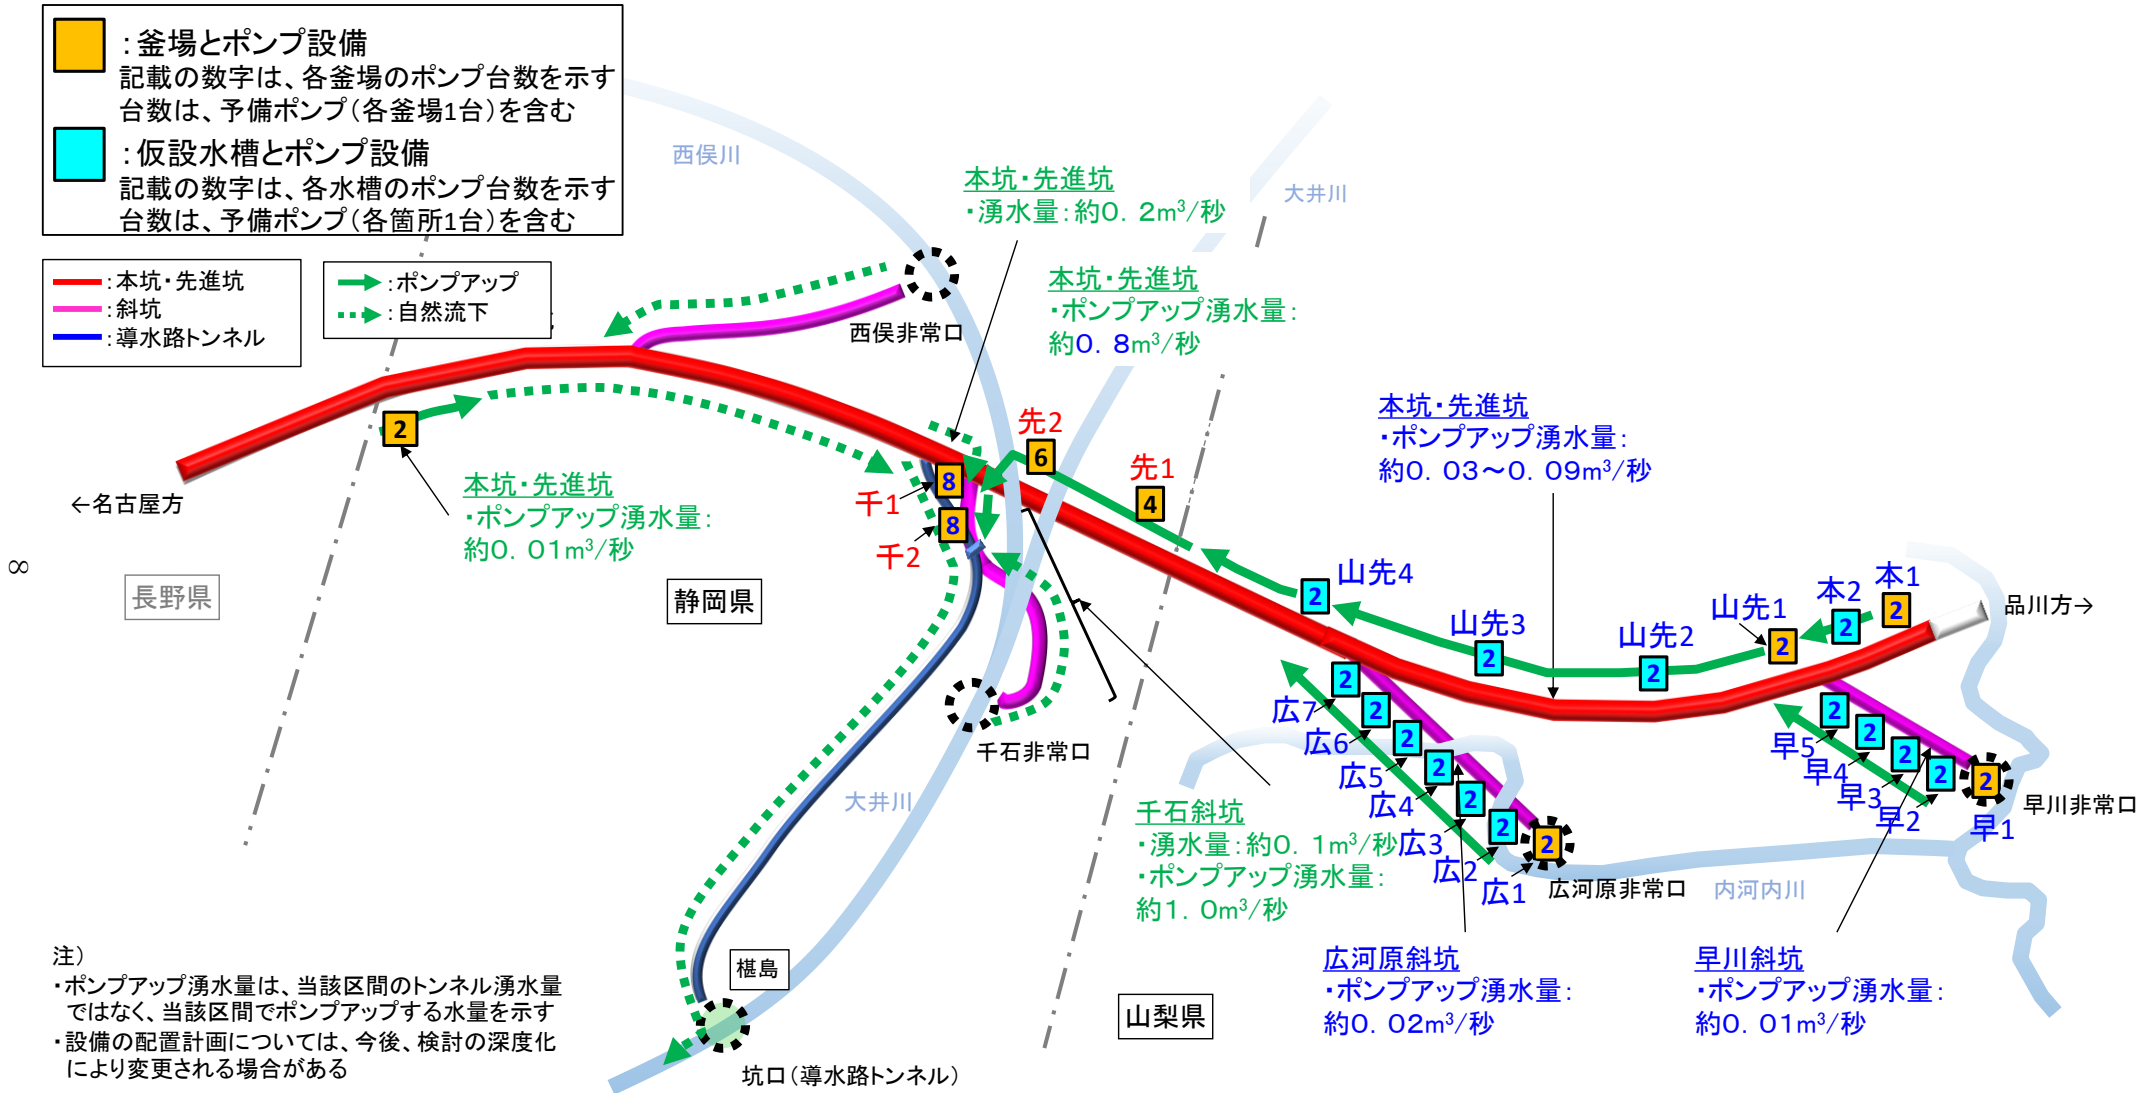 ：釜場とポンプ設備
記載の数字は、各釜場のポンプ台数を示す
台数は、予備ポンプ（各釜場1台）を含む
：仮設水槽とポンプ設備
記載の数字は、各水槽のポンプ台数を示す
台数は、予備ポンプ（各箇所1台）を含む
：本坑・先進坑
：斜坑
：導水路トンネル
：ポンプアップ
：自然流下
西俣川
大井川
本坑・先進坑
・湧水量：約0．2m³/秒
本坑・先進坑
・ポンプアップ湧水量：
約0．8m³/秒
西俣非常口
本坑・先進坑
・ポンプアップ湧水量：
約0．03～0．09m³/秒
2
←名古屋方
本坑・先進坑
・ポンプアップ湧水量：
約0．01m³/秒
8
千1
8
千2
先2
6
先1
4
山先4
2
山先3
2
山先2
2
山先1
2
本2
2
本1
2
品川方→
∞
長野県
静岡県
千石非常口
大井川
千石斜坑
・湧水量：約0．1m³/秒
・ポンプアップ湧水量：
約1．0m³/秒
2
広7
2
広6
2
広5
2
広4
2
広3
2
広2
2
広1
広河原非常口
内河内川
2
早5
2
早4
2
早3
2
早2
2
早1
早川非常口
広河原斜坑
・ポンプアップ湧水量：
約0．02m³/秒
早川斜坑
・ポンプアップ湧水量：
約0．01m³/秒
山梨県
椹島
坑口（導水路トンネル）
注）
・ポンプアップ湧水量は、当該区間のトンネル湧水量
ではなく、当該区間でポンプアップする水量を示す
・設備の配置計画については、今後、検討の深度化
により変更される場合がある